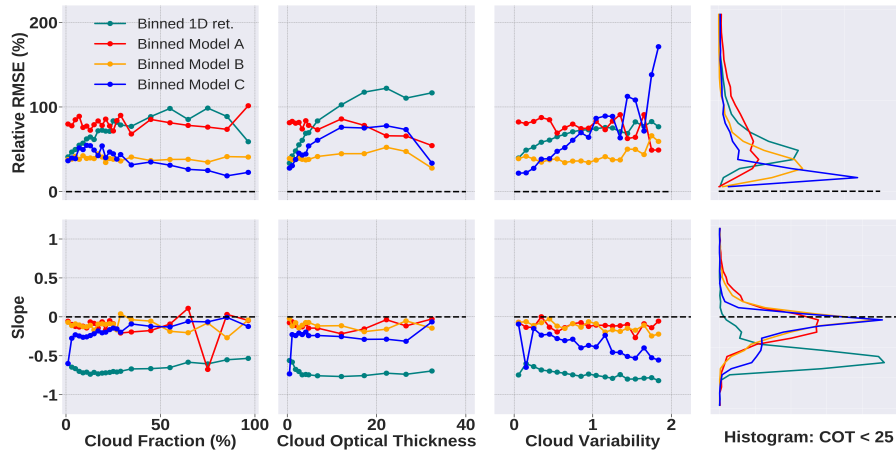 Relative RMSE (%)
200
100
0
Binned 1D ret.
Binned Model A
Binned Model B
Binned Model C
Slope
1
0.5
0
-0.5
-1
0 50 100
0 20 40
0 1 2
Cloud Fraction (%)
Cloud Optical Thickness
Cloud Variability
Histogram: COT < 25